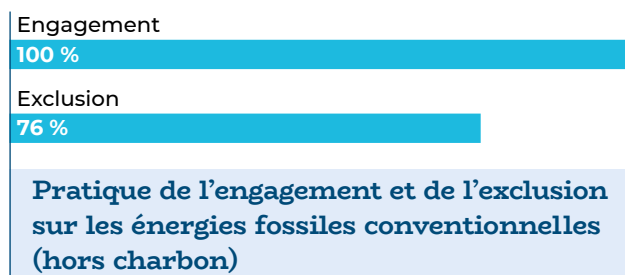 Engagement
100 %
Exclusion
76 %
Pratique de l’engagement et de l’exclusion
sur les énergies fossiles conventionnelles
(hors charbon)